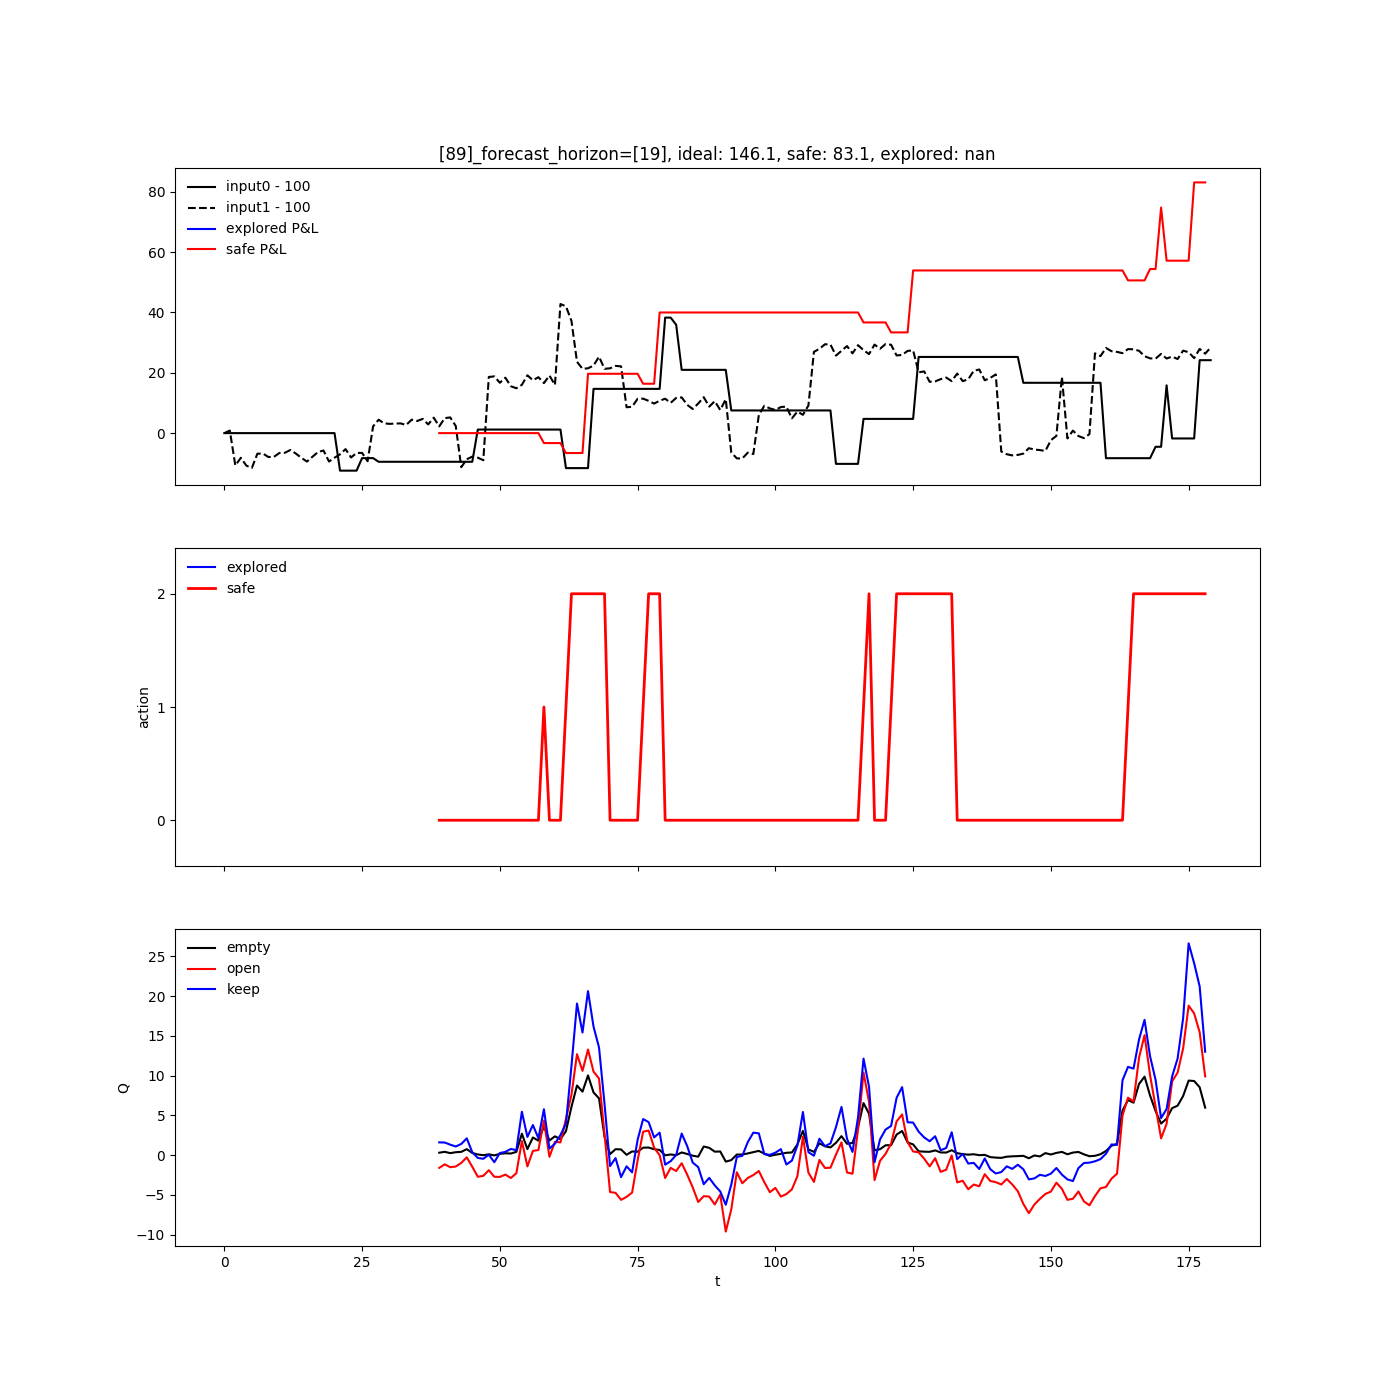 [89]_forecast_horizon=[19], ideal: 146.1, safe: 83.1, explored: nan
80
60
40
20
0
input0 - 100
input1 - 100
explored P&L
safe P&L
action
2
1
0
explored
safe
Q
25
20
15
10
5
0
−5
−10
empty
open
keep
0 25 50 75 100 125 150 175
t